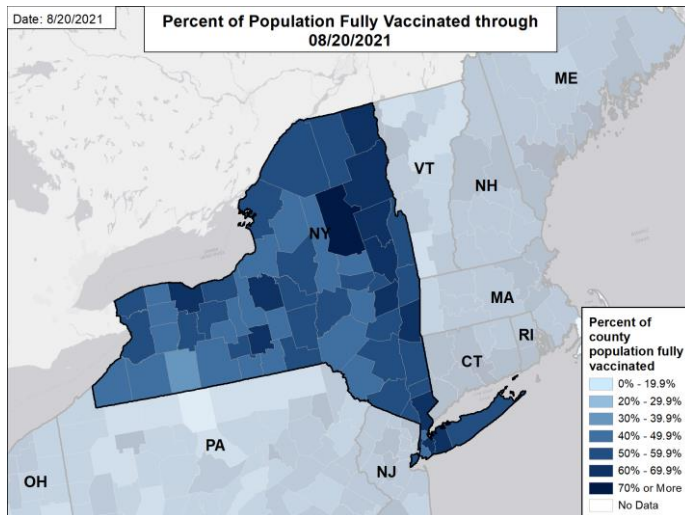 Date: 8/20/2021
Percent of Population Fully Vaccinated through
08/20/2021
ME
VT
NH
NY
MA
CT
RI
PA
NJ
OH
Percent of
county
population fully
vaccinated
0% - 19.9%
20% - 29.9%
30% - 39.9%
40% - 49.9%
50% - 59.9%
60% - 69.9%
70% or More
No Data